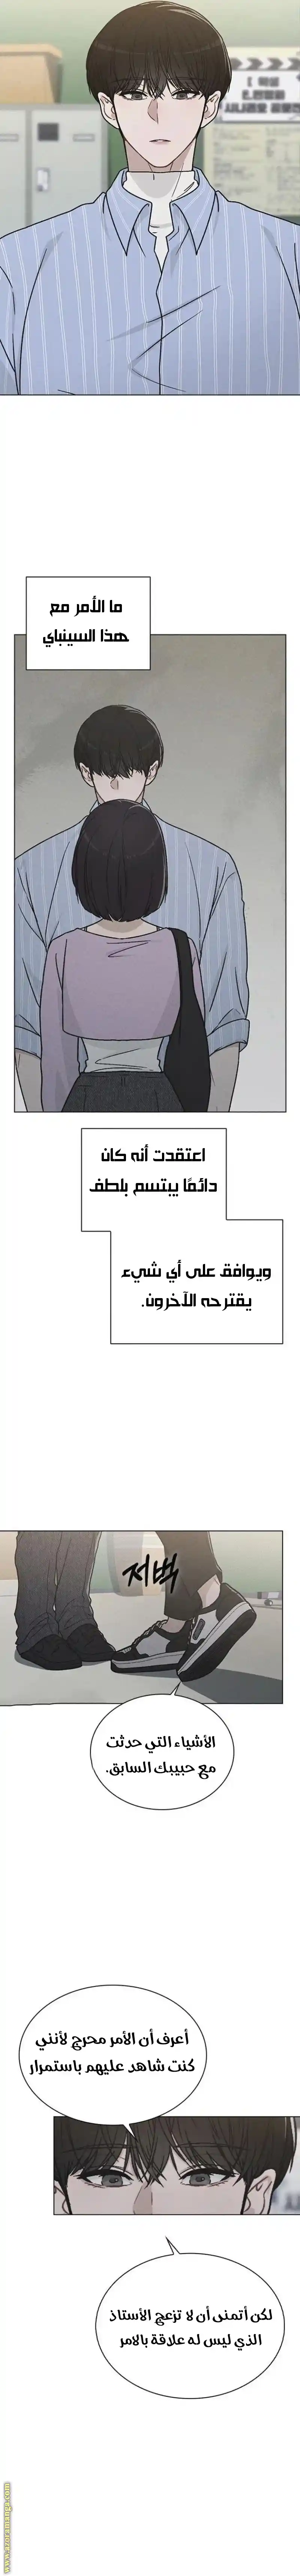 ما الأمر مع
هذا السينباي
اعتقدت أنه كان
دائمًا يبتسم بلطف
ويوافق على أي شيء
يقترحه الآخرون.
저벅
الأشياء التي حدثت
مع حبيبك السابق.
أعرف أن الأمر محرج لأنني
كنت شاهد عليهم باستمرار
لكن أتمنى أن لا تزعج الأستاذ
الذي ليس له علاقة بالامر